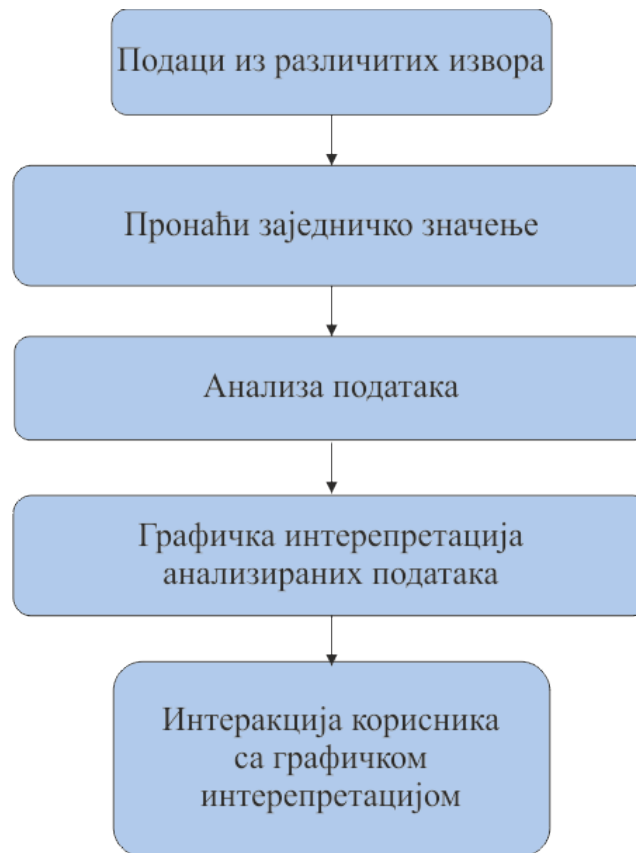 Подаци из различитих извора
Пронаћи заједничко значење
Анализа података
Графичка интерепретација
анализираних података
Интеракција корисника
са графичком
интерепретацијом